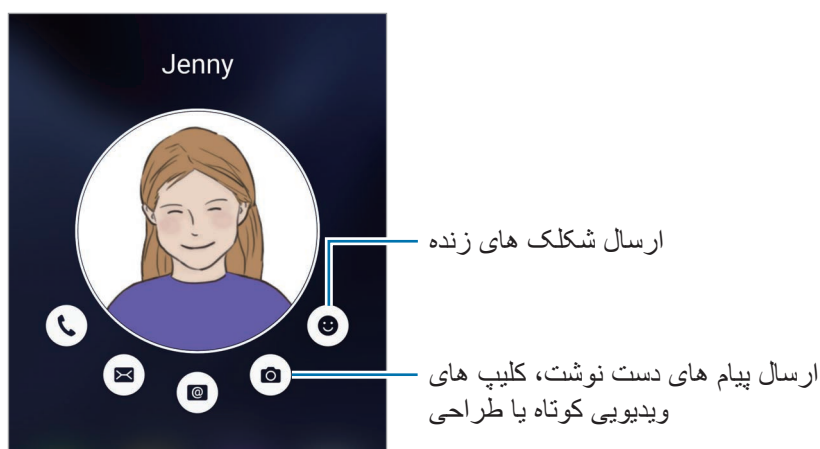 Jenny
ارسال شکلک های زنده
ارسال پیام های دست نوشت، کلیپ های
ویدیویی کوتاه یا طراحی
@